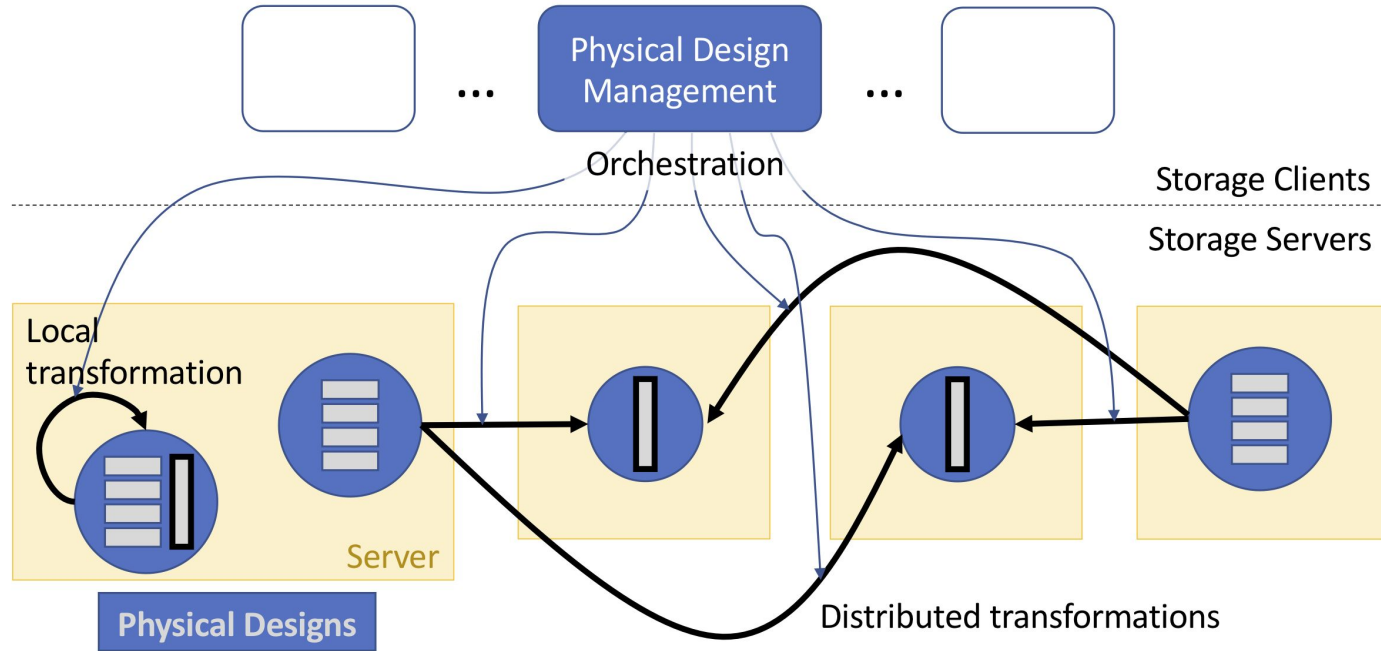 Physical Design
Management
...
...
Orchestration
Storage Clients
Storage Servers
Local
transformation
Server
Physical Designs
Distributed transformations